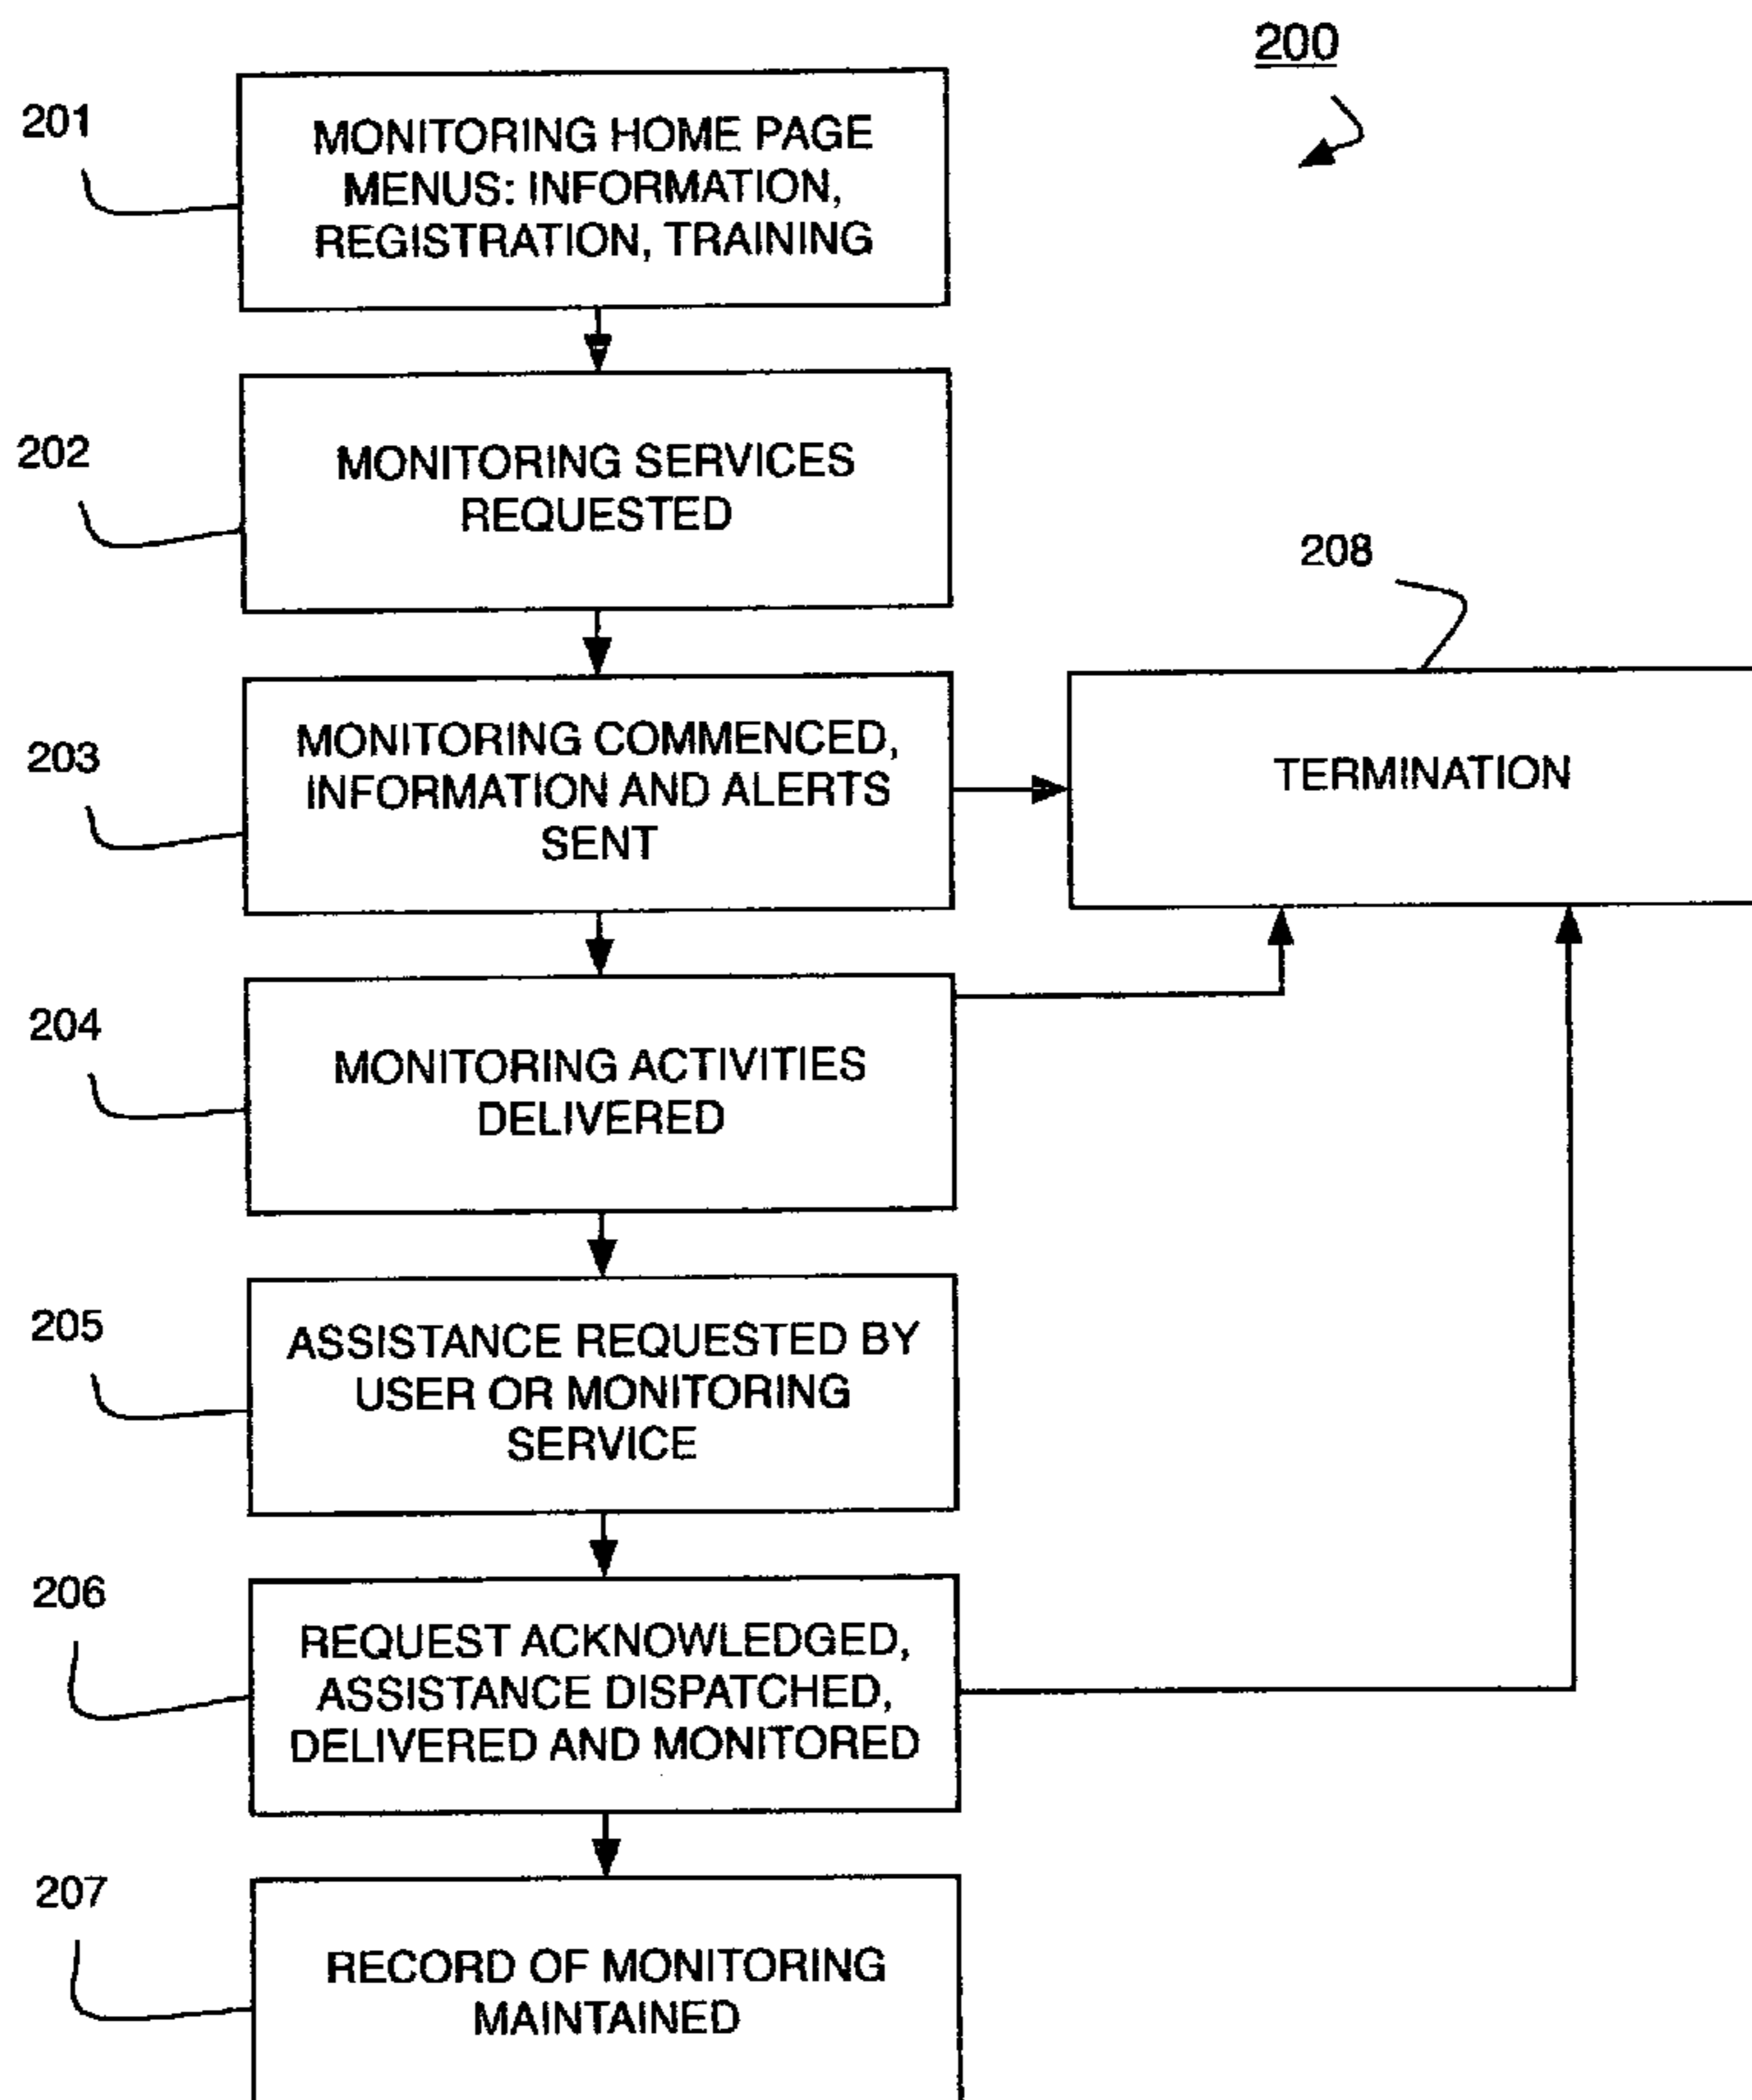 200
201
MONITORING HOME PAGE
MENUS: INFORMATION,
REGISTRATION, TRAINING
202
MONITORING SERVICES
REQUESTED
208
203
MONITORING COMMENCED,
INFORMATION AND ALERTS
SENT
TERMINATION
204
MONITORING ACTIVITIES
DELIVERED
205
ASSISTANCE REQUESTED BY
USER OR MONITORING
SERVICE
206
REQUEST ACKNOWLEDGED,
ASSISTANCE DISPATCHED,
DELIVERED AND MONITORED
207
RECORD OF MONITORING
MAINTAINED